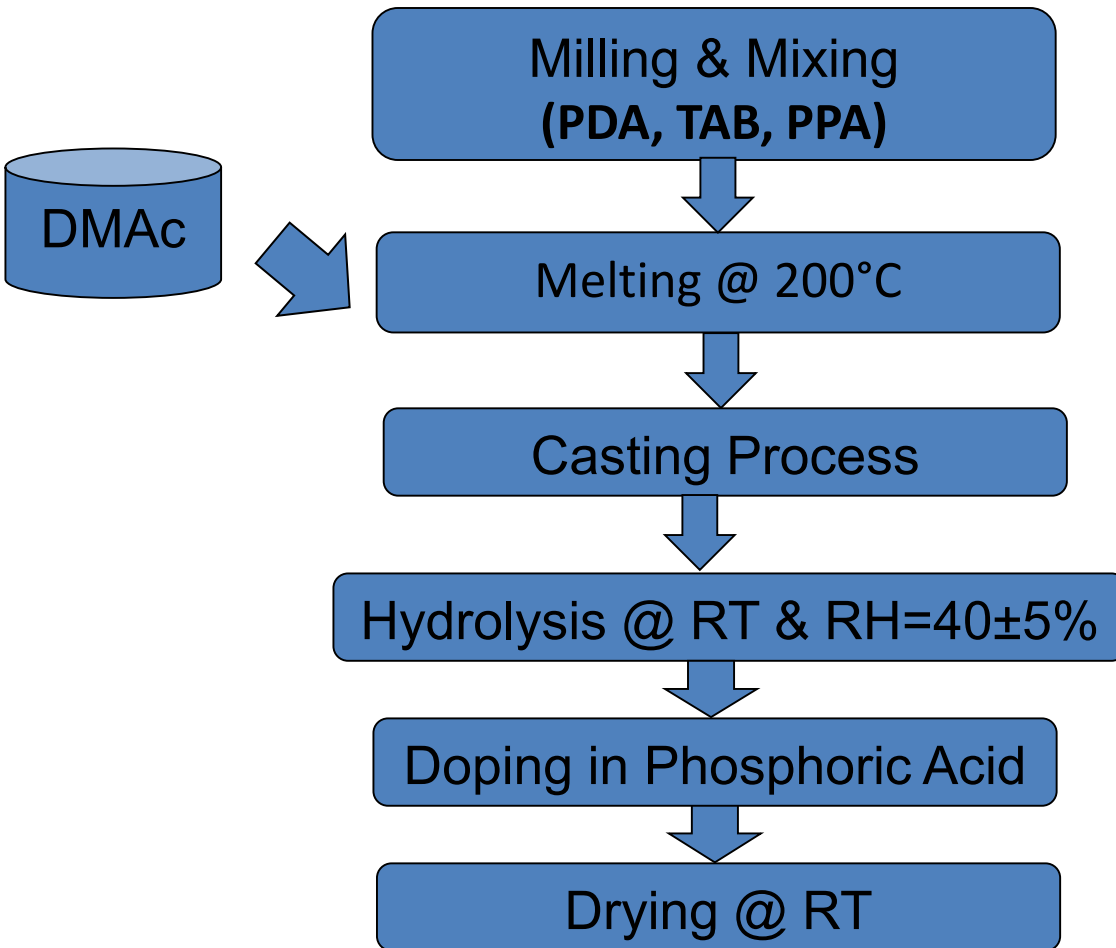 Milling & Mixing
(PDA, TAB, PPA)
DMAc
Melting @ 200°C
Casting Process
Hydrolysis @ RT & RH=40±5%
Doping in Phosphoric Acid
Drying @ RT